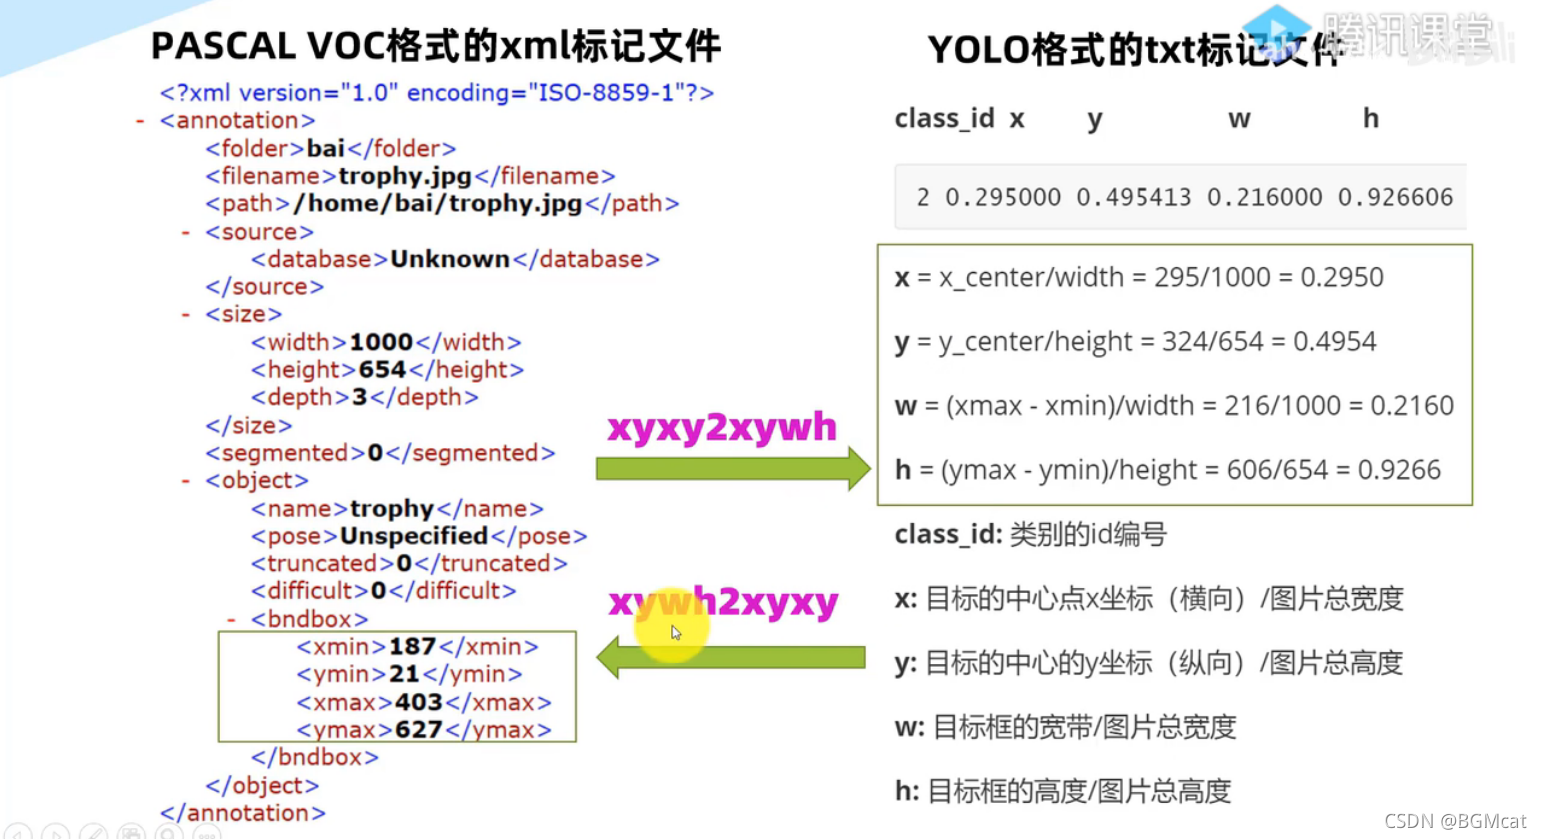 PASCAL VOC格式的xml标记文件
<?xml version="1.0" encoding="ISO-8859-1"?>
- <annotation>
<folder>bai</folder>
<filename>trophy.jpg</filename>
<path>/home/bai/trophy.jpg</path>
- <source>
<database>Unknown</database>
</source>
- <size>
<width>1000</width>
<height>654</height>
<depth>3</depth>
</size>
<segmented>0</segmented>
- <object>
<name>trophy</name>
<pose>Unspecified</pose>
<truncated>0</truncated>
<difficult>0</difficult>
- <bndbox>
<xmin>187</xmin>
<ymin>21</ymin>
<xmax>403</xmax>
<ymax>627</ymax>
</bndbox>
</object>
</annotation>
xyxy2xywh
xywh2xyxy
腾讯课堂
YOLO格式的txt标记文件
class_id x y w h
2 0.295000 0.495413 0.216000 0.926606
x = x_center/width = 295/1000 = 0.2950
y = y_center/height = 324/654 = 0.4954
w = (xmax - xmin)/width = 216/1000 = 0.2160
h = (ymax - ymin)/height = 606/654 = 0.9266
class_id: 类别的id编号
x: 目标的中心点x坐标（横向）/图片总宽度
y: 目标的中心的y坐标（纵向）/图片总高度
w: 目标框的宽带/图片总宽度
h: 目标框的高度/图片总高度
CSDN @BGMcat